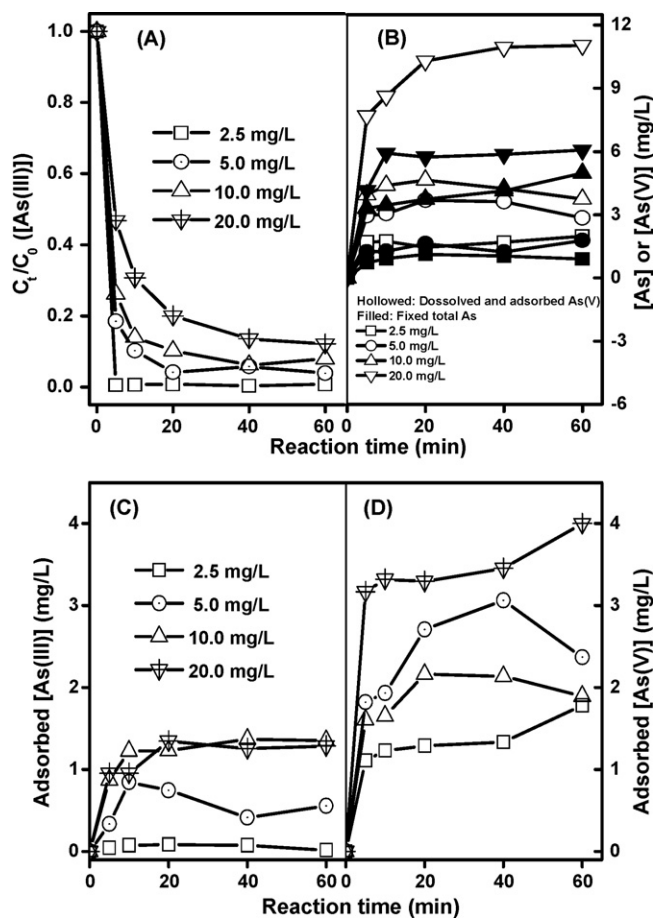 (A)
(B)
1.0
0.8
0.6
0.4
0.2
0.0
Cₜ/C₀ ([As(III)])
2.5 mg/L
5.0 mg/L
10.0 mg/L
20.0 mg/L
12
9
6
3
0
-3
-6
[As] or [As(V)] (mg/L)
Hollowed: Dossolved and adsorbed As(V)
Filled: Fixed total As
2.5 mg/L
5.0 mg/L
10.0 mg/L
20.0 mg/L
0 20 40 60 0 20 40 60
Reaction time (min)
(C)
(D)
4
3
2
1
0
Adsorbed [As(III)] (mg/L)
2.5 mg/L
5.0 mg/L
10.0 mg/L
20.0 mg/L
4
3
2
1
0
Adsorbed [As(V)] (mg/L)
0 20 40 60 0 20 40 60
Reaction time (min)